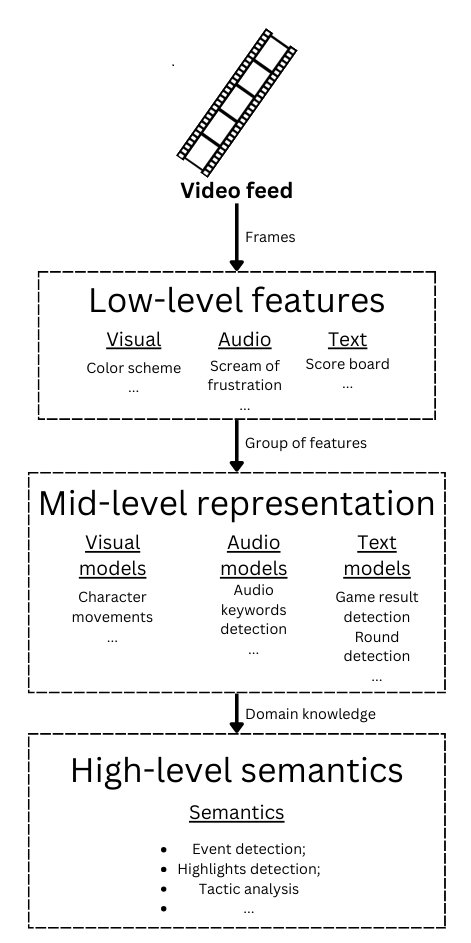 Video feed
Frames
Low-level features
Visual Audio Text
Color scheme Scream of Score board
... frustration ...
...
Group of features
Mid-level representation
Visual Audio Text
models models models
Character Audio Game result
movements keywords detection
... detection Round
... detection
...
Domain knowledge
High-level semantics
Semantics
• Event detection;
• Highlights detection;
• Tactic analysis
• ...